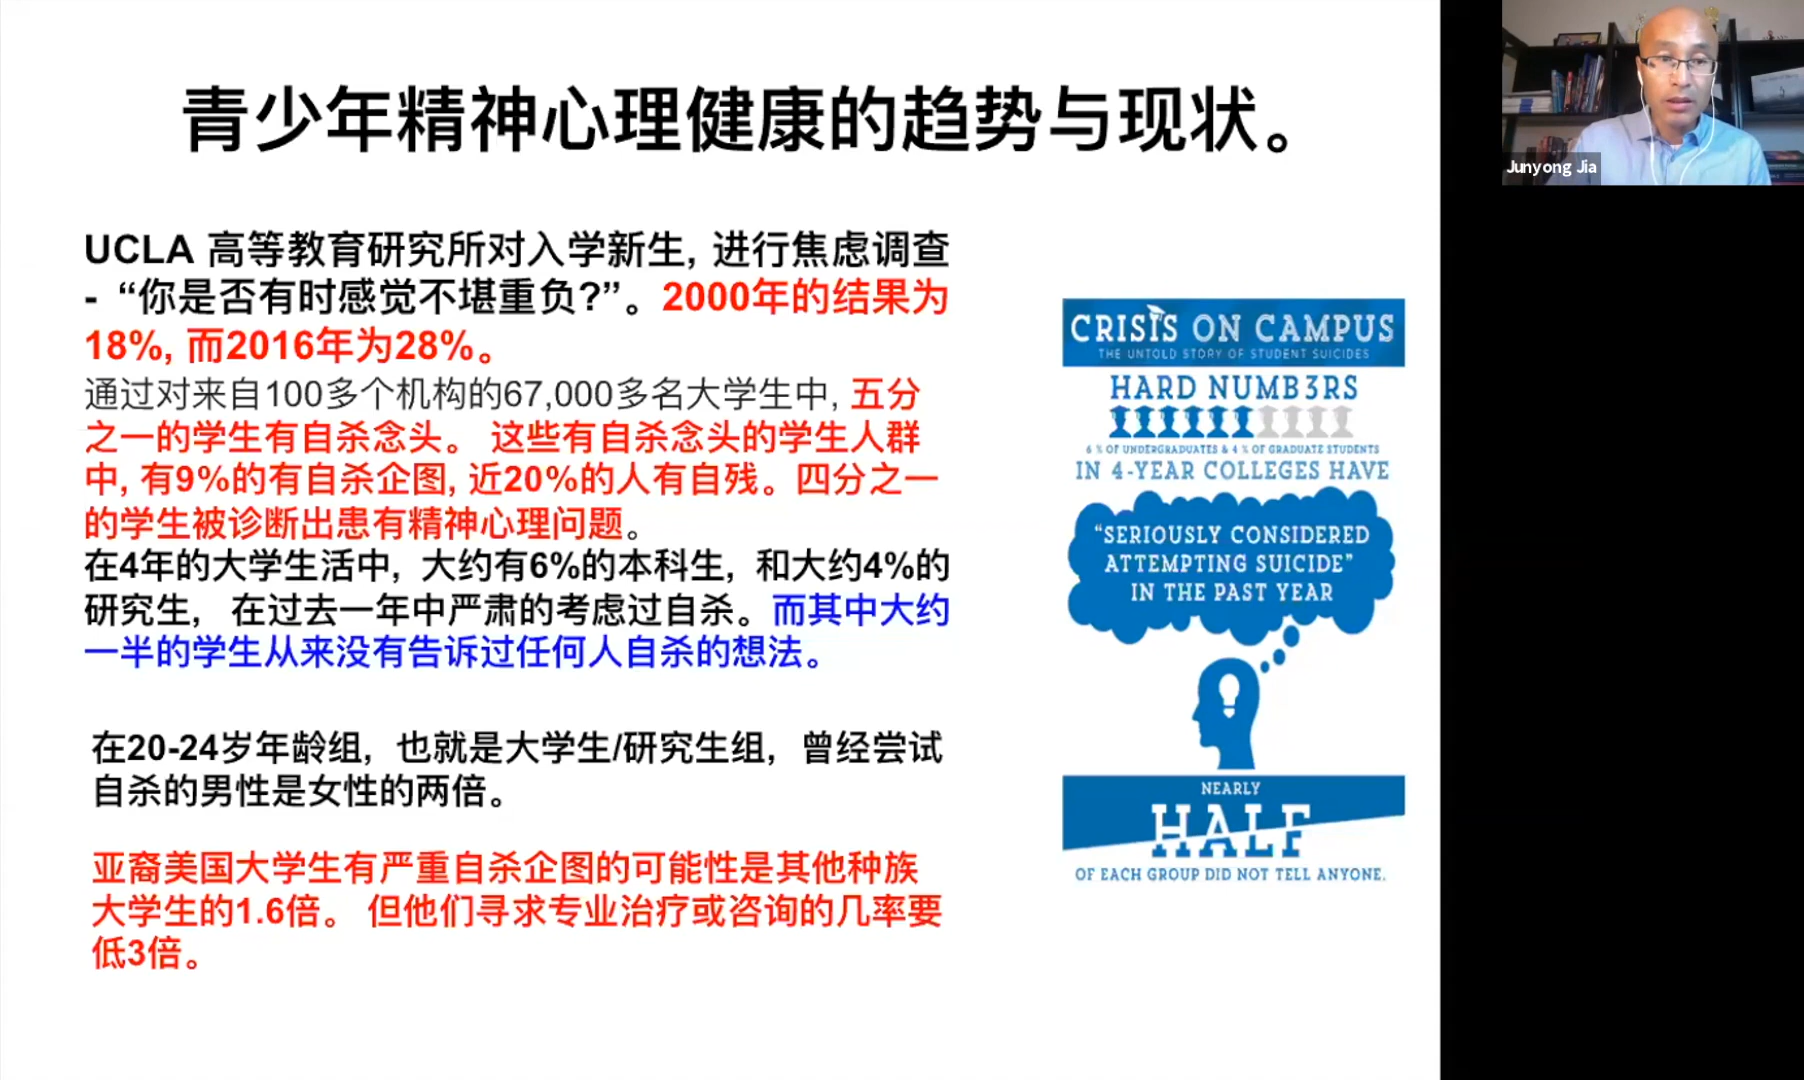 青少年精神心理健康的趋势与现状。
UCLA 高等教育研究所对入学新生, 进行焦虑调查
- “你是否有时感觉不堪重负?”。2000年的结果为
18%, 而2016年为28%。
通过对来自100多个机构的67,000多名大学生中, 五分
之一的学生有自杀念头。 这些有自杀念头的学生人群
中, 有9%的有自杀企图, 近20%的人有自残。四分之一
的学生被诊断出患有精神心理问题。
在4年的大学生活中，大约有6%的本科生，和大约4%的
研究生， 在过去一年中严肃的考虑过自杀。而其中大约
一半的学生从来没有告诉过任何人自杀的想法。
在20-24岁年龄组，也就是大学生/研究生组，曾经尝试
自杀的男性是女性的两倍。
亚裔美国大学生有严重自杀企图的可能性是其他种族
大学生的1.6倍。 但他们寻求专业治疗或咨询的几率要
低3倍。
CRISIS ON CAMPUS
THE UNTOLD STORY OF STUDENT SUICIDES
HARD NUMB3RS
6 % OF UNDERGRADUATES & 4 % OF GRADUATE STUDENTS
IN 4-YEAR COLLEGES HAVE
“SERIOUSLY CONSIDERED
ATTEMPTING SUICIDE”
IN THE PAST YEAR
NEARLY
HALF
OF EACH GROUP DID NOT TELL ANYONE.
Junyong Jia